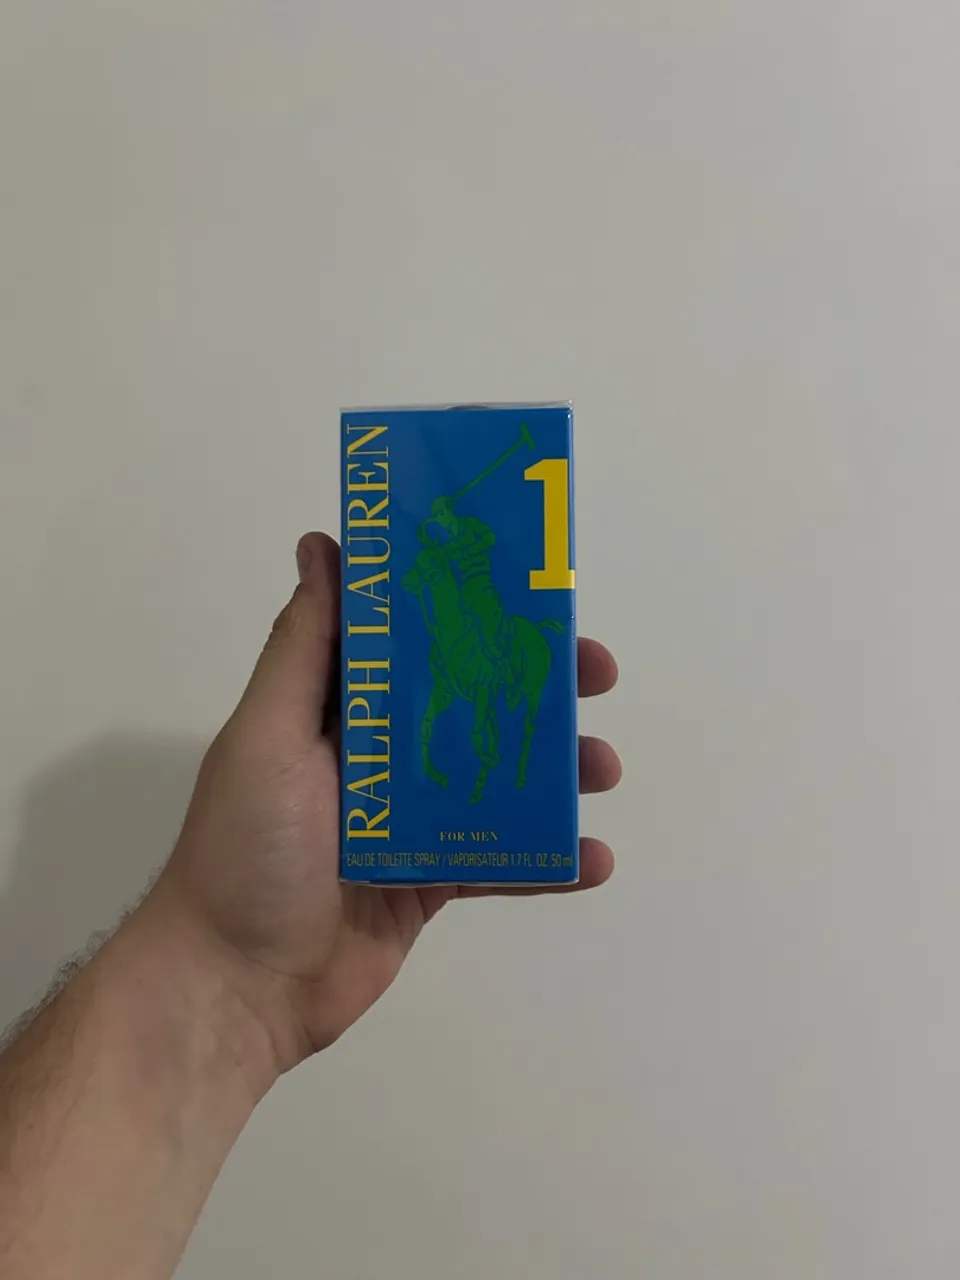 RALPH LAUREN
1
FOR MEN
EAU DE TOILETTE SPRAY / VAPORISATEUR 1.7 FL. OZ. 50 ml